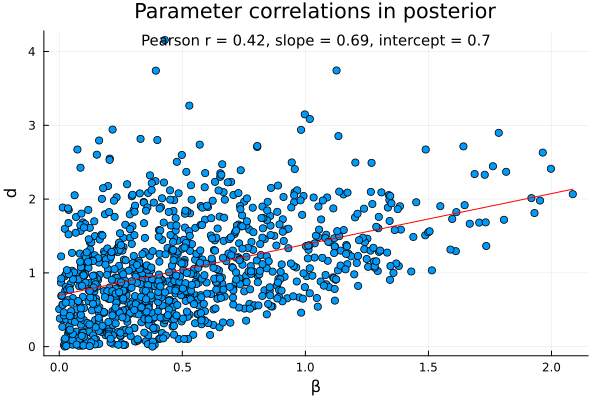 Parameter correlations in posterior
Pearson r = 0.42, slope = 0.69, intercept = 0.7
4
3
2
1
0
d
0.0 0.5 1.0 1.5 2.0
β